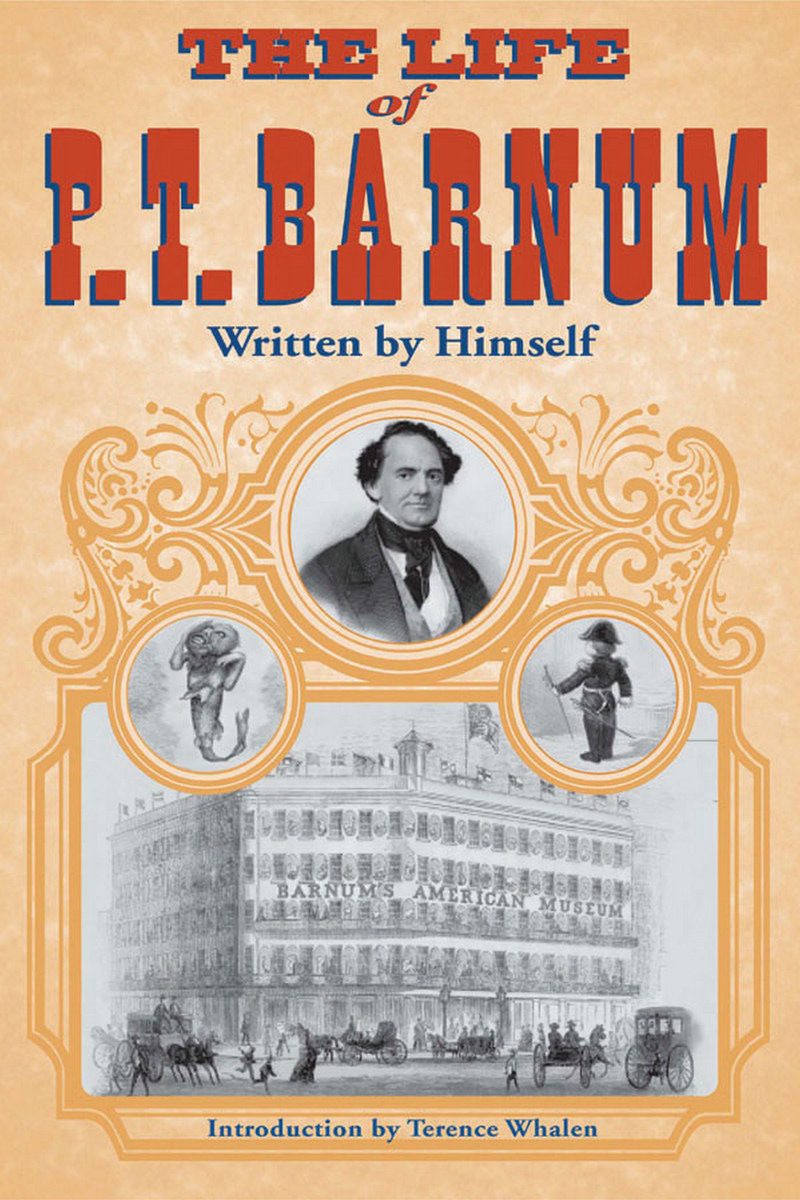 THE LIFE
of
P.T. BARNUM
Written by Himself
BARNUM'S AMERICAN MUSEUM
Introduction by Terence Whalen